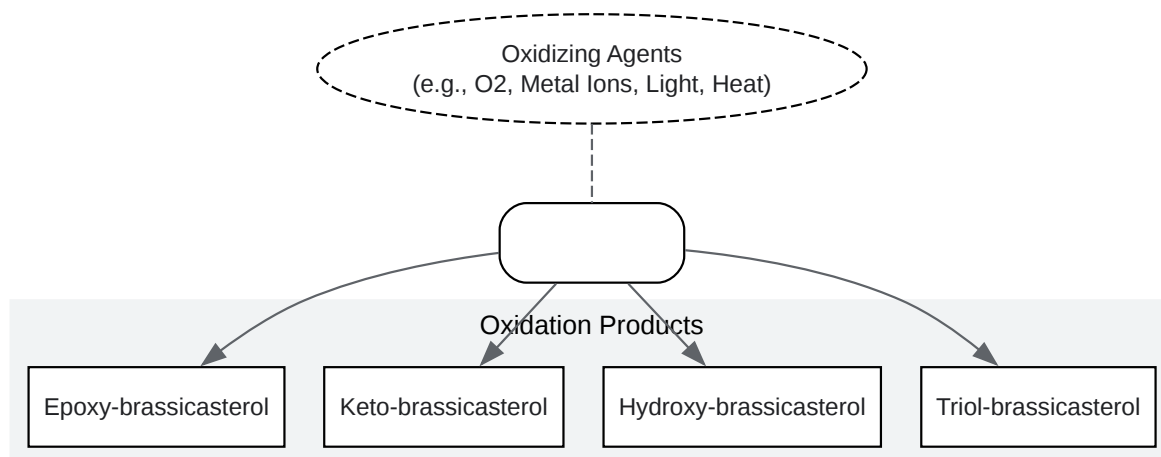 Oxidizing Agents
(e.g., O2, Metal Ions, Light, Heat)
Oxidation Products
Epoxy-brassicasterol
Keto-brassicasterol
Hydroxy-brassicasterol
Triol-brassicasterol